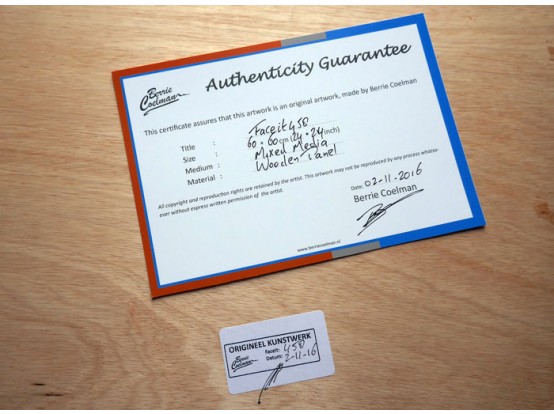 Berrie
Coelman
Authenticity Guarantee
This certificate assures that this artwork is an original artwork, made by Berrie Coelman
Title : Faceit 458
Size : 60 x 60 cm (24 x 24 inch)
Medium : Myxed Media
Material : Wooden Panel
All copyright and reproduction rights are retained by the artist. This artwork may not be reproduced by any process whatso-
ever without express written permission of the artist.
Date: 02-11-2016
Berrie Coelman
www.berriecoelman.nl
ORIGINEEL KUNSTWERK
Berrie
Coelman
Faceit: 458
Datum: 2-11-16